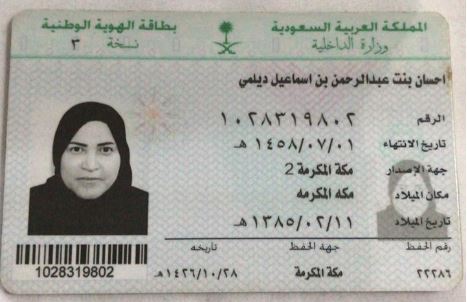 المملكة العربية السعودية
وزارة الداخلية
بطاقة الهوية الوطنية
نسخة ٣
احسان بنت عبدالرحمن بن اسماعيل ديلمي
الرقم ١٠٢٨٣١٩٨٠٢
تاريخ الانتهاء ١٤٥٨/٠٧/٠١ هـ
جهة الإصدار مكة المكرمة 2
مكان الميلاد مكه المكرمه
تاريخ الميلاد ١٣٨٥/٠٢/١١ هـ
رقم الحفظ جهة الحفظ تاريخه
٢٢٢٨٦ مكة المكرمة ١٤٢٦/١٠/٢٨ هـ
1028319802